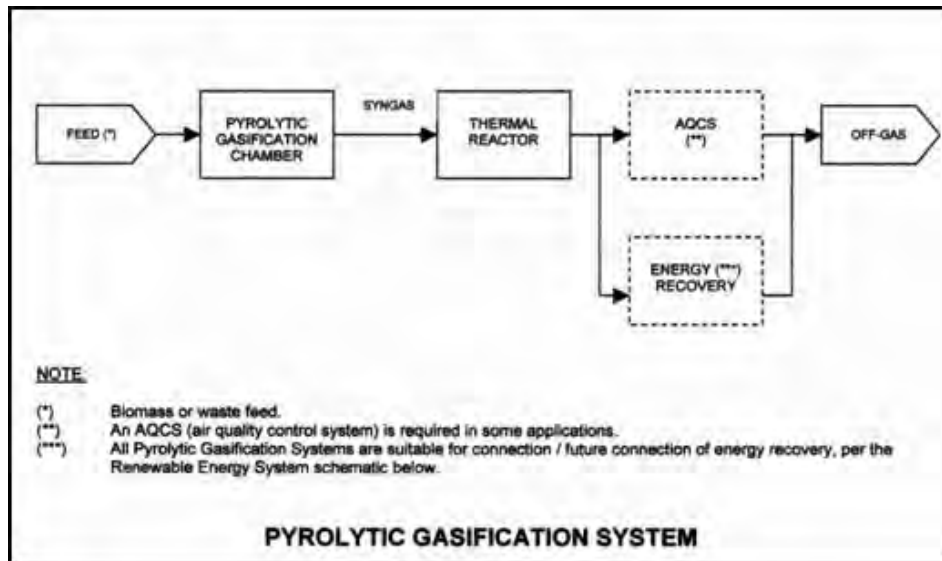 FEED (*)
PYROLYTIC
GASIFICATION
CHAMBER
SYNGAS
THERMAL
REACTOR
AQCS
(**)
OFF-GAS
ENERGY (***)
RECOVERY
NOTE:
(*) Biomass or waste feed.
(**) An AQCS (air quality control system) is required in some applications.
(***) All Pyrolytic Gasification Systems are suitable for connection / future connection of energy recovery, per the
Renewable Energy System schematic below.
PYROLYTIC GASIFICATION SYSTEM